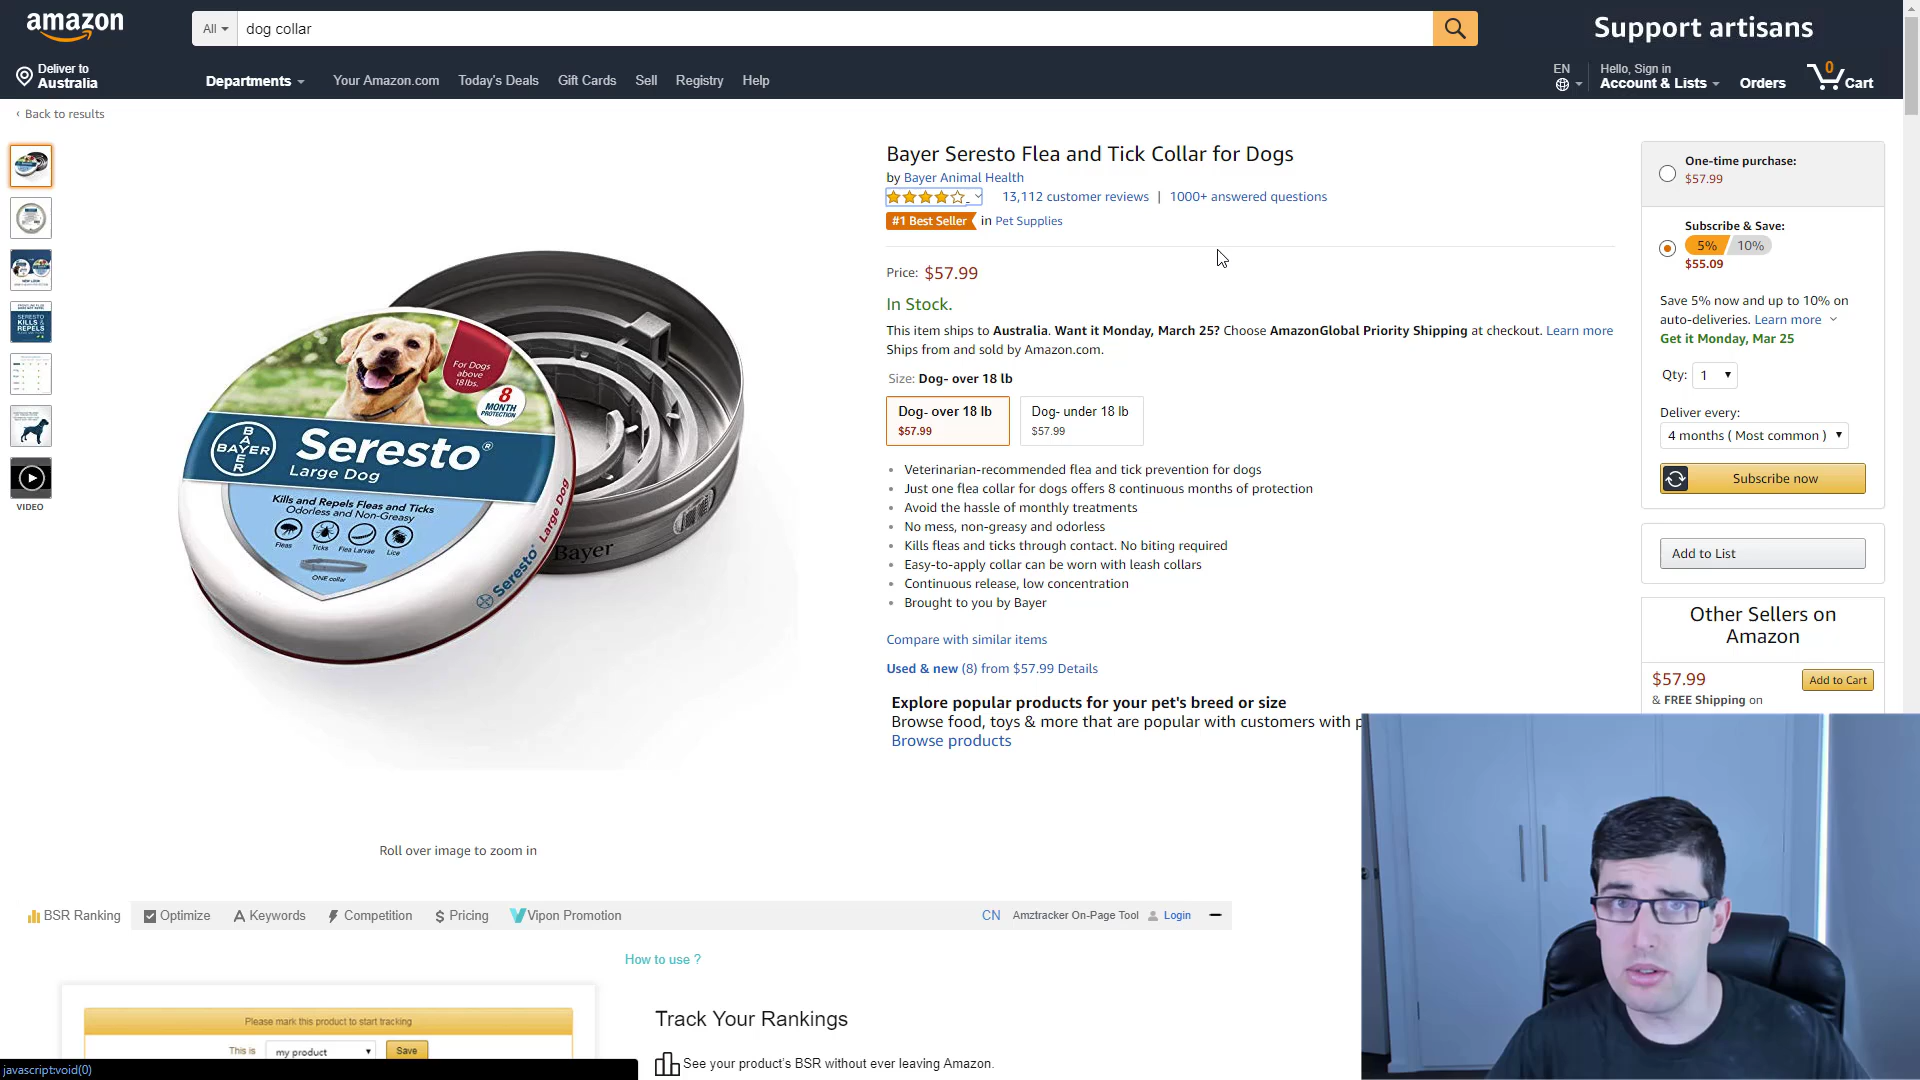 amazon
All
dog collar
Support artisans
Deliver to
Australia
Departments
Your Amazon.com
Today's Deals
Gift Cards
Sell
Registry
Help
EN
Hello, Sign in
Account & Lists
Orders
0
Cart
‹ Back to results
VIDEO
For Dogs
above
18lbs.
8
MONTH
PROTECTION
BAYER
BAYER
Seresto®
Large Dog
Kills and Repels Fleas and Ticks
Odorless and Non-Greasy
Fleas
Ticks
Flea Larvae
Lice
ONE collar
Seresto® Large Dog
Bayer
Roll over image to zoom in
Bayer Seresto Flea and Tick Collar for Dogs
by Bayer Animal Health
13,112 customer reviews | 1000+ answered questions
#1 Best Seller in Pet Supplies
Price: $57.99
In Stock.
This item ships to Australia. Want it Monday, March 25? Choose AmazonGlobal Priority Shipping at checkout. Learn more
Ships from and sold by Amazon.com.
Size: Dog- over 18 lb
Dog- over 18 lb
$57.99
Dog- under 18 lb
$57.99
Veterinarian-recommended flea and tick prevention for dogs
Just one flea collar for dogs offers 8 continuous months of protection
Avoid the hassle of monthly treatments
No mess, non-greasy and odorless
Kills fleas and ticks through contact. No biting required
Easy-to-apply collar can be worn with leash collars
Continuous release, low concentration
Brought to you by Bayer
Compare with similar items
Used & new (8) from $57.99 Details
Explore popular products for your pet's breed or size
Browse food, toys & more that are popular with customers with
Browse products
One-time purchase:
$57.99
Subscribe & Save:
5% 10%
$55.09
Save 5% now and up to 10% on
auto-deliveries. Learn more
Get it Monday, Mar 25
Qty: 1
Deliver every:
4 months ( Most common )
Subscribe now
Add to List
Other Sellers on
Amazon
$57.99
Add to Cart
& FREE Shipping on
BSR Ranking
Optimize
Keywords
Competition
Pricing
Vipon Promotion
CN
Amztracker On-Page Tool
Login
How to use ?
Please mark this product to start tracking
This is
my product
Save
Track Your Rankings
See your product's BSR without ever leaving Amazon.
javascript:void(0)